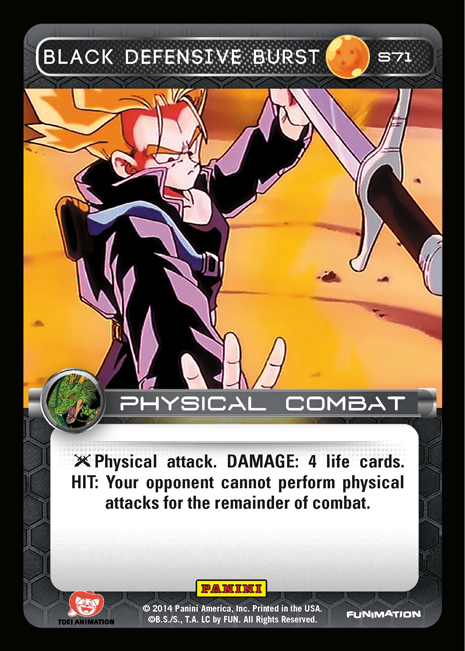 BLACK DEFENSIVE BURST S71
PHYSICAL COMBAT
Physical attack. DAMAGE: 4 life cards.
HIT: Your opponent cannot perform physical
attacks for the remainder of combat.
PANINI
TOEI ANIMATION
© 2014 Panini America, Inc. Printed in the USA.
©B.S./S., T.A. LC by FUN. All Rights Reserved.
FUNIMATION